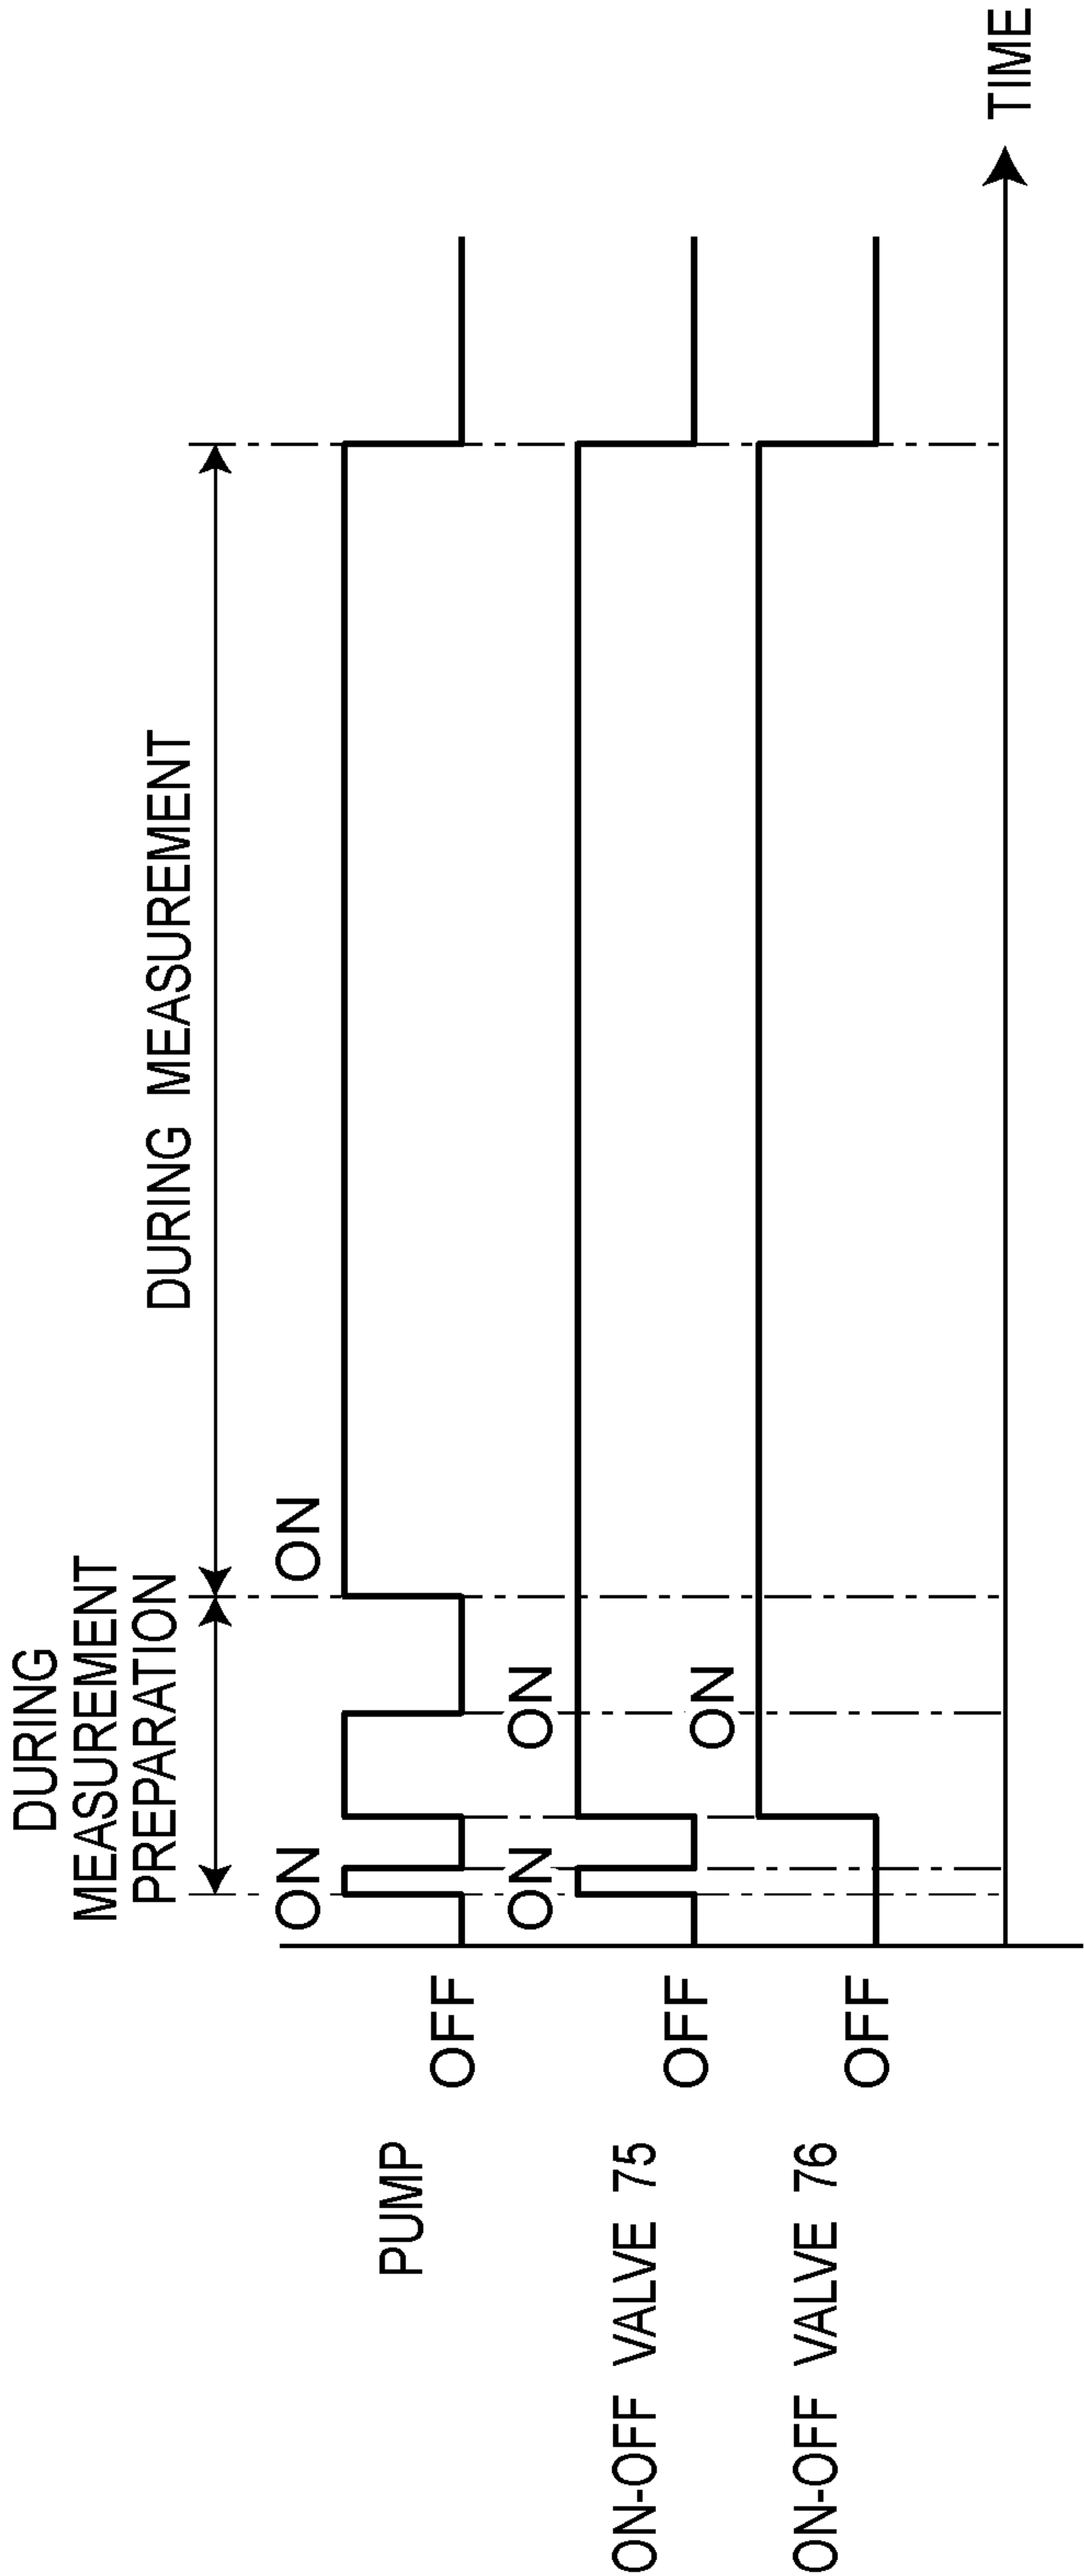 DURING
MEASUREMENT
PREPARATION
DURING MEASUREMENT
ON
ON
PUMP
OFF
ON
ON
ON-OFF VALVE 75
OFF
ON
ON-OFF VALVE 76
OFF
TIME